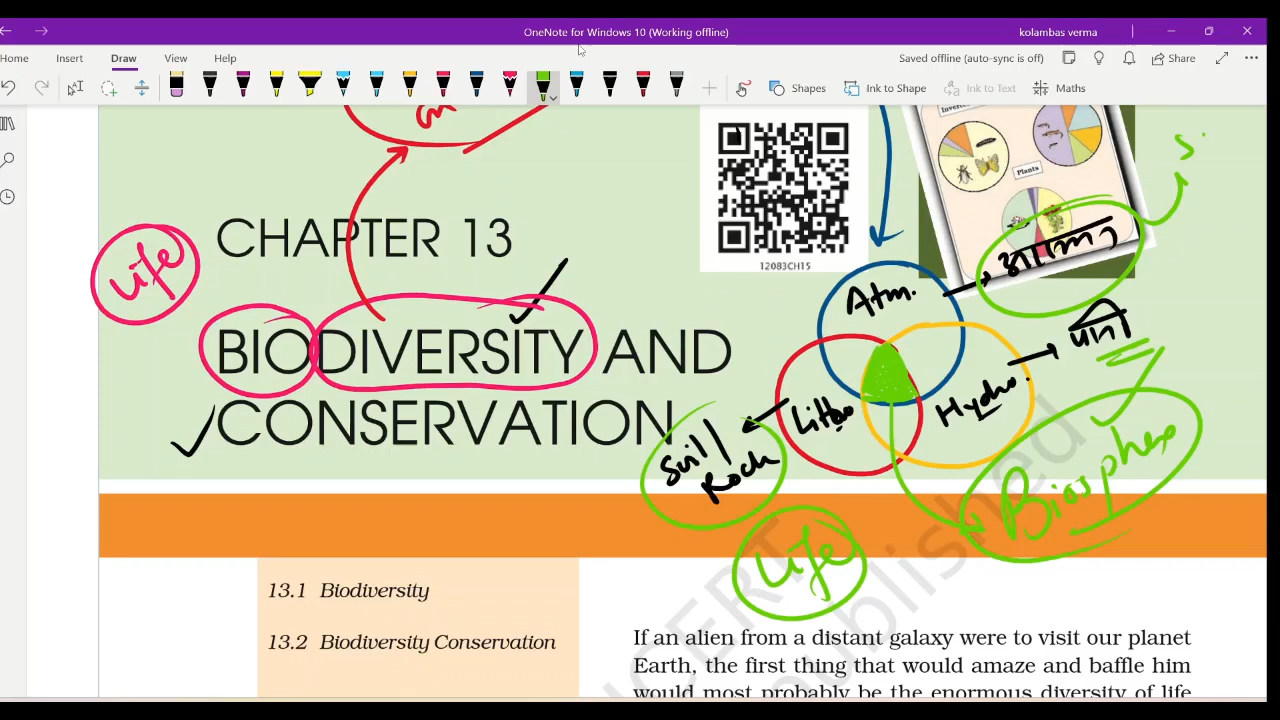 OneNote for Windows 10 (Working offline)
kolambas verma
Home Insert Draw View Help
Saved offline (auto-sync is off)
Share
Shapes
Ink to Shape
Ink to Text
Maths
Plants
12083CH15
CHAPTER 13
Life
BIODIVERSITY AND
CONSERVATION
Atm.
Litho
Hydro.
पानी
Soil/
Rock
Biosphere
Life
13.1 Biodiversity
13.2 Biodiversity Conservation
If an alien from a distant galaxy were to visit our planet
Earth, the first thing that would amaze and baffle him
would most probably be the enormous diversity of life